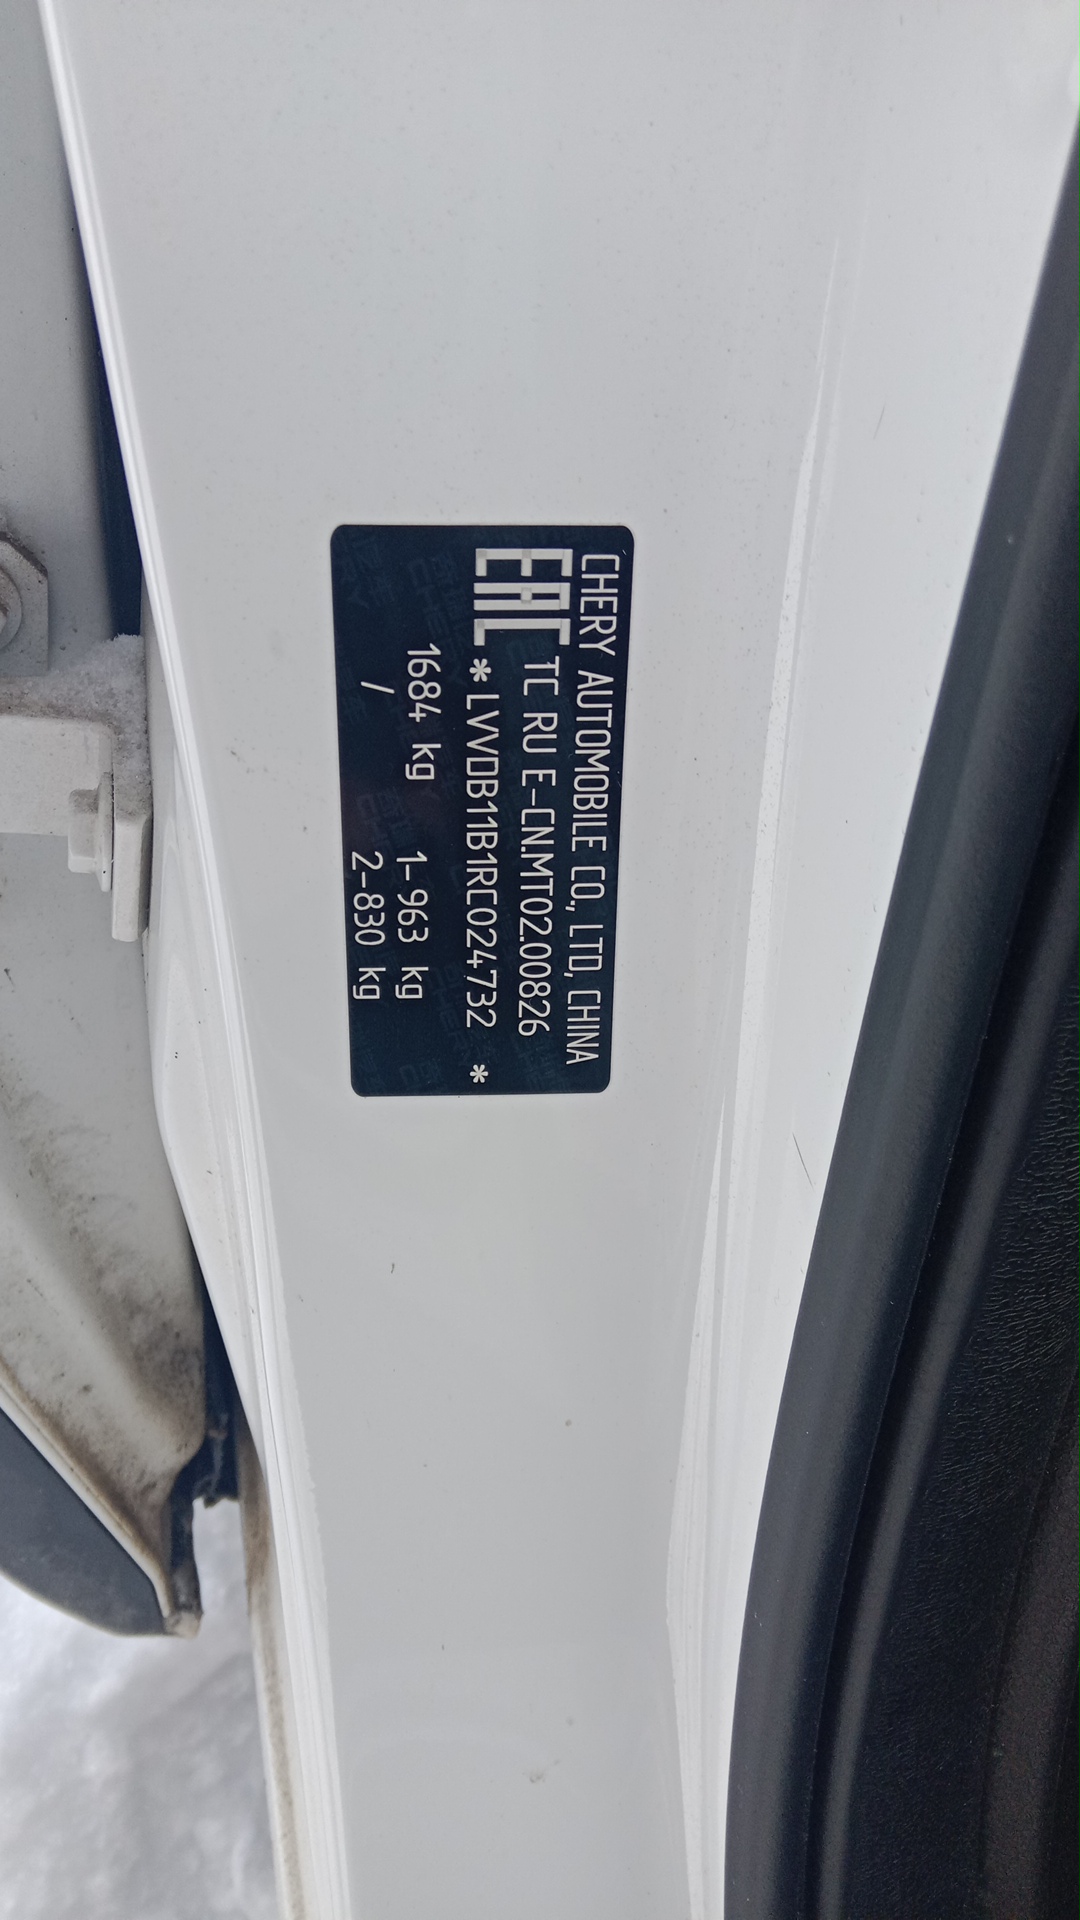 CHERY AUTOMOBILE CO., LTD, CHINA
EAC TC RU E-CN.MT02.00826
*LVVDB11B1RC024732 *
1684 kg 1-963 kg
/ 2-830 kg